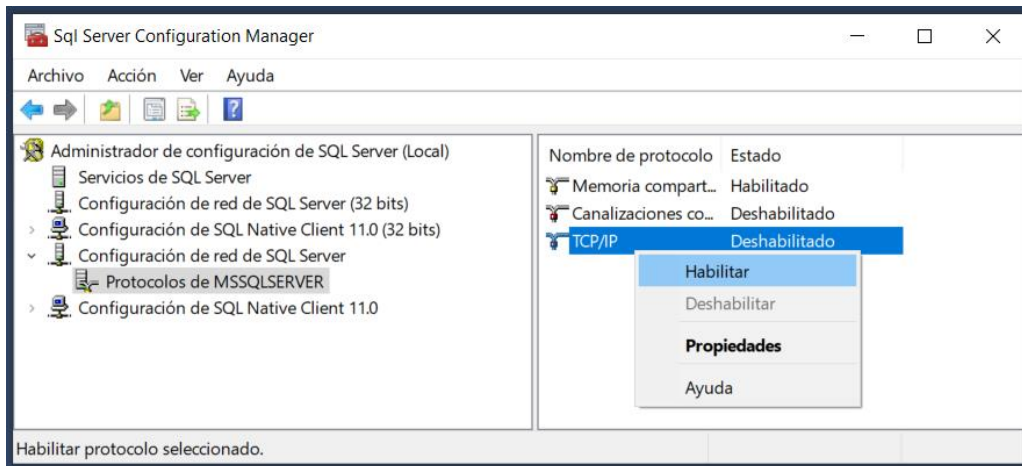 Sql Server Configuration Manager
Archivo Acción Ver Ayuda
Administrador de configuración de SQL Server (Local)
Servicios de SQL Server
Configuración de red de SQL Server (32 bits)
Configuración de SQL Native Client 11.0 (32 bits)
Configuración de red de SQL Server
Protocolos de MSSQLSERVER
Configuración de SQL Native Client 11.0
Nombre de protocolo Estado
Memoria compart... Habilitado
Canalizaciones co... Deshabilitado
TCP/IP Deshabilitado
Habilitar
Deshabilitar
Propiedades
Ayuda
Habilitar protocolo seleccionado.